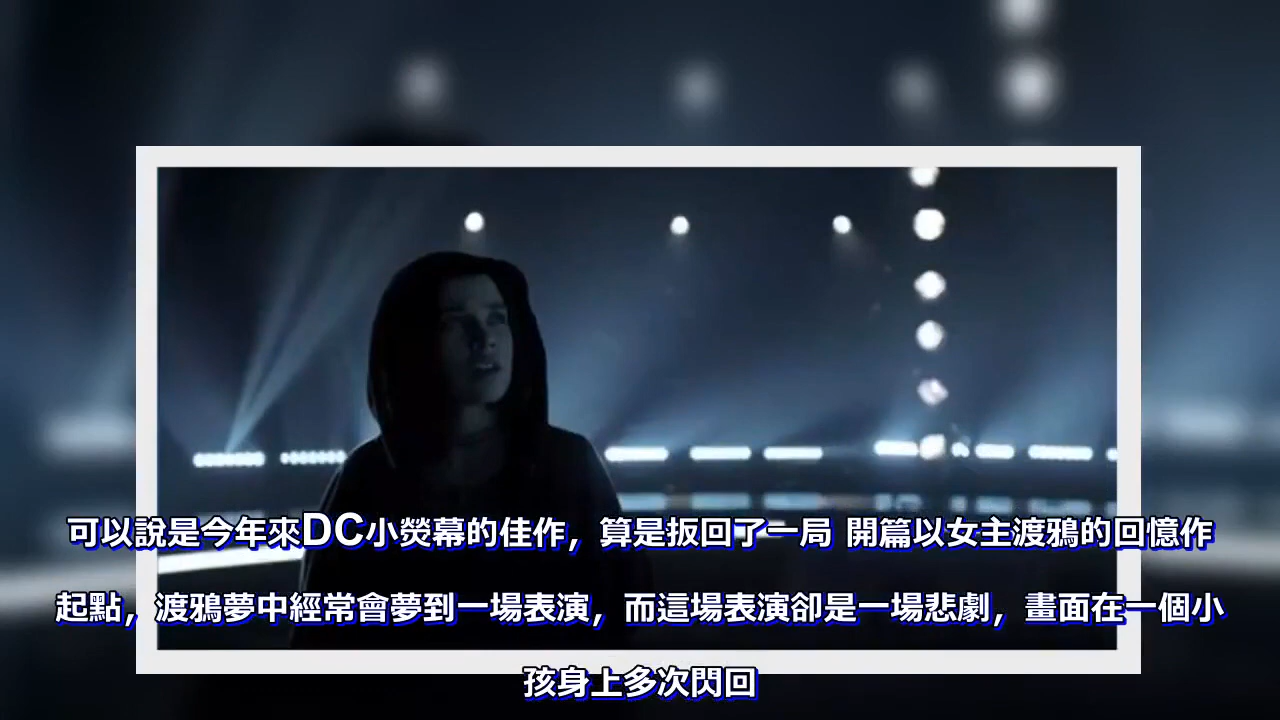 可以說是今年來DC小熒幕的佳作，算是扳回了一局 開篇以女主渡鴉的回憶作
起點，渡鴉夢中經常會夢到一場表演，而這場表演卻是一場悲劇，畫面在一個小
孩身上多次閃回